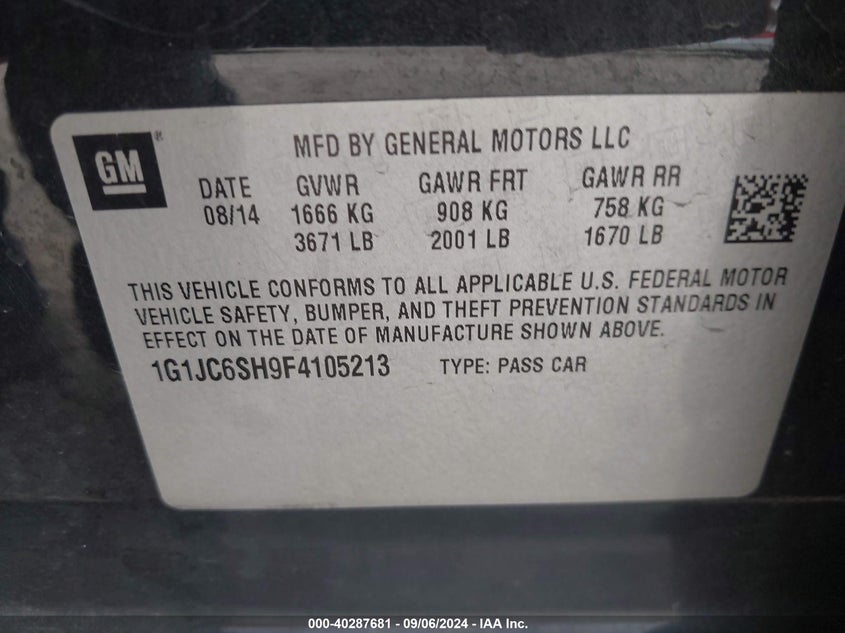 GM ®
MFD BY GENERAL MOTORS LLC
DATE GVWR GAWR FRT GAWR RR
08/14 1666 KG 908 KG 758 KG
3671 LB 2001 LB 1670 LB
THIS VEHICLE CONFORMS TO ALL APPLICABLE U.S. FEDERAL MOTOR
VEHICLE SAFETY, BUMPER, AND THEFT PREVENTION STANDARDS IN
EFFECT ON THE DATE OF MANUFACTURE SHOWN ABOVE.
1G1JC6SH9F4105213 TYPE: PASS CAR
000-40287681 - 09/06/2024 - IAA Inc.